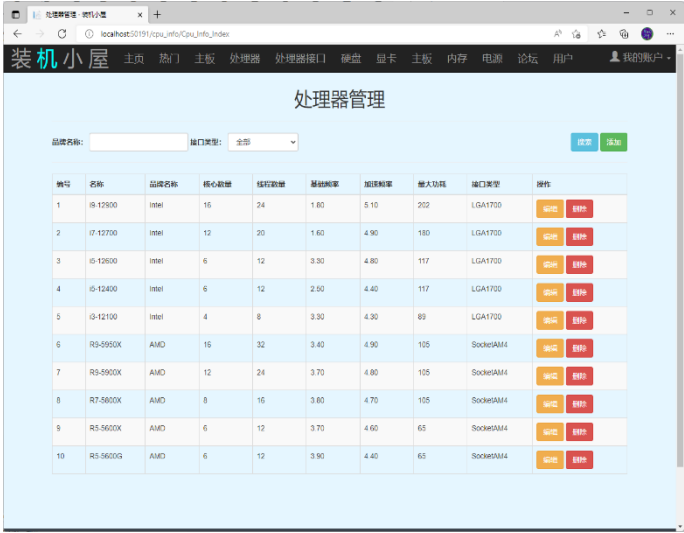 处理器管理 - 装机小屋
localhost:50191/cpu_info/Cpu_Info_Index
装机小屋 主页 热门 主板 处理器 处理器接口 硬盘 显卡 主板 内存 电源 论坛 用户 我的账户
处理器管理
品牌名称: 接口类型: 全部 搜索 添加
编号 名称 品牌名称 核心数量 线程数量 基础频率 加速频率 最大功耗 接口类型 操作
1 i9-12900 Intel 16 24 1.80 5.10 202 LGA1700 编辑 删除
2 i7-12700 Intel 12 20 1.60 4.90 180 LGA1700 编辑 删除
3 i5-12600 Intel 6 12 3.30 4.80 117 LGA1700 编辑 删除
4 i5-12400 Intel 6 12 2.50 4.40 117 LGA1700 编辑 删除
5 i3-12100 Intel 4 8 3.30 4.30 89 LGA1700 编辑 删除
6 R9-5950X AMD 16 32 3.40 4.90 105 SocketAM4 编辑 删除
7 R9-5900X AMD 12 24 3.70 4.80 105 SocketAM4 编辑 删除
8 R7-5800X AMD 8 16 3.80 4.70 105 SocketAM4 编辑 删除
9 R5-5600X AMD 6 12 3.70 4.60 65 SocketAM4 编辑 删除
10 R5-5600G AMD 6 12 3.90 4.40 65 SocketAM4 编辑 删除